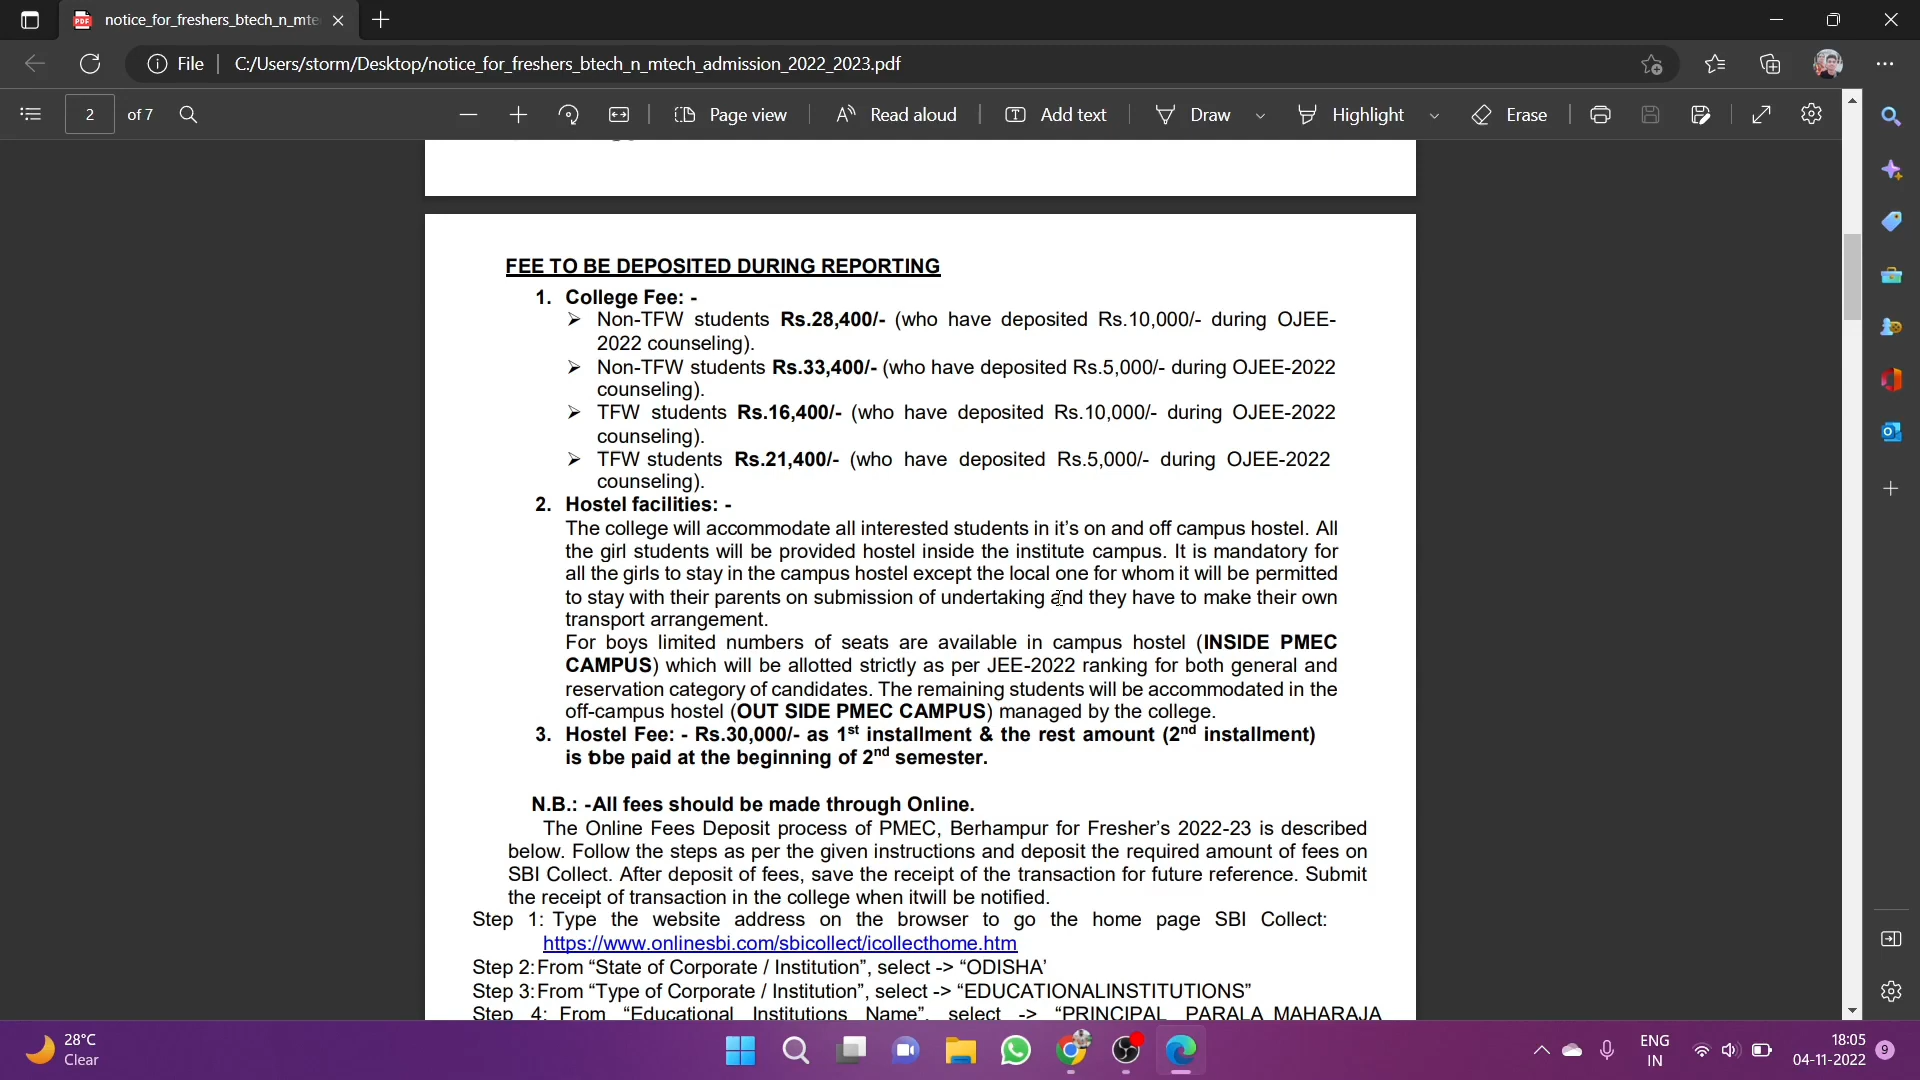 notice_for_freshers_btech_n_mte
File
C:/Users/storm/Desktop/notice_for_freshers_btech_n_mtech_admission_2022_2023.pdf
2 of 7
Page view
Read aloud
Add text
Draw
Highlight
Erase
FEE TO BE DEPOSITED DURING REPORTING
1. College Fee: -
➢ Non-TFW students Rs.28,400/- (who have deposited Rs.10,000/- during OJEE-
2022 counseling).
➢ Non-TFW students Rs.33,400/- (who have deposited Rs.5,000/- during OJEE-2022
counseling).
➢ TFW students Rs.16,400/- (who have deposited Rs.10,000/- during OJEE-2022
counseling).
➢ TFW students Rs.21,400/- (who have deposited Rs.5,000/- during OJEE-2022
counseling).
2. Hostel facilities: -
The college will accommodate all interested students in it's on and off campus hostel. All
the girl students will be provided hostel inside the institute campus. It is mandatory for
all the girls to stay in the campus hostel except the local one for whom it will be permitted
to stay with their parents on submission of undertaking and they have to make their own
transport arrangement.
For boys limited numbers of seats are available in campus hostel (INSIDE PMEC
CAMPUS) which will be allotted strictly as per JEE-2022 ranking for both general and
reservation category of candidates. The remaining students will be accommodated in the
off-campus hostel (OUT SIDE PMEC CAMPUS) managed by the college.
3. Hostel Fee: - Rs.30,000/- as 1st installment & the rest amount (2nd installment)
is tobe paid at the beginning of 2nd semester.
N.B.: -All fees should be made through Online.
The Online Fees Deposit process of PMEC, Berhampur for Fresher's 2022-23 is described
below. Follow the steps as per the given instructions and deposit the required amount of fees on
SBI Collect. After deposit of fees, save the receipt of the transaction for future reference. Submit
the receipt of transaction in the college when itwill be notified.
Step 1: Type the website address on the browser to go the home page SBI Collect:
https://www.onlinesbi.com/sbicollect/icollecthome.htm
Step 2:From "State of Corporate / Institution", select -> "ODISHA'
Step 3:From "Type of Corporate / Institution", select -> "EDUCATIONALINSTITUTIONS"
Step 4: From "Educational Institutions Name", select -> "PRINCIPAL PARALA MAHARAJA
28°C
Clear
ENG
IN
18:05
04-11-2022
9